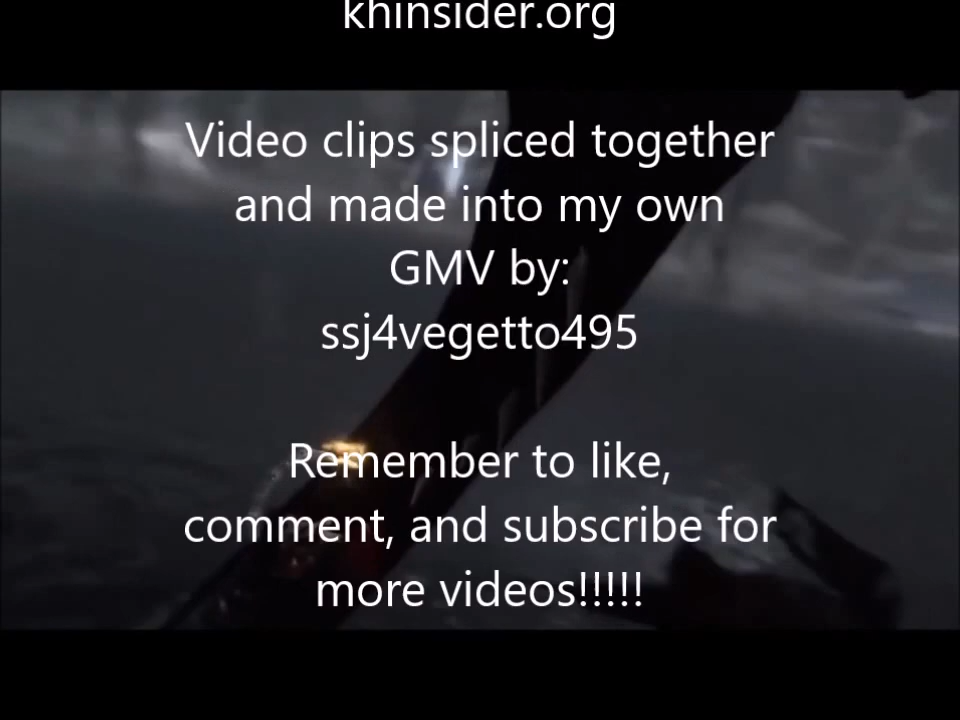 khinsider.org
Video clips spliced together
and made into my own
GMV by:
ssj4vegetto495
Remember to like,
comment, and subscribe for
more videos!!!!!